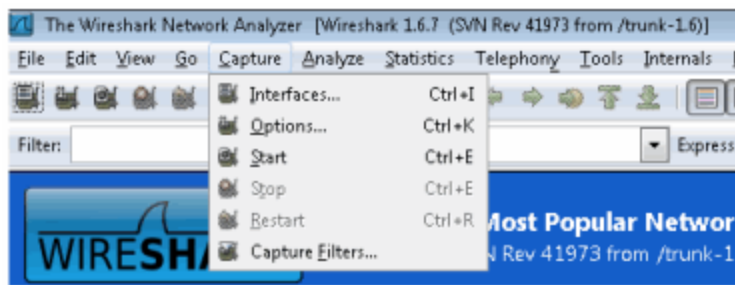 The Wireshark Network Analyzer [Wireshark 1.6.7 (SVN Rev 41973 from /trunk-1.6)]
File Edit View Go Capture Analyze Statistics Telephony Tools Internals
Interfaces... Ctrl+I
Options... Ctrl+K
Filter: Express
Start Ctrl+E
Stop Ctrl+E
Restart Ctrl+R
Most Popular Networ
WIRESHA
Rev 41973 from /trunk-1
Capture Filters...